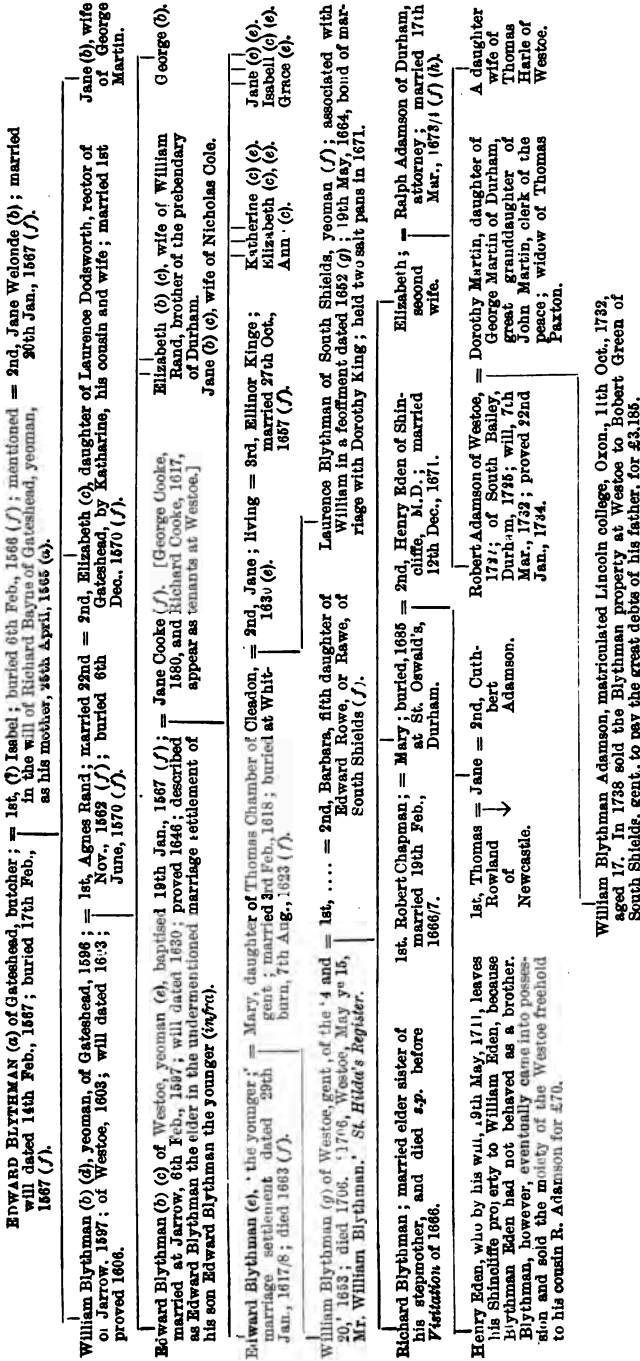 EDWARD BLYTHMAN (a) of Gateshead, butcher;
will dated 14th Feb., 1567; buried 17th Feb.,
1567 (f).
= 1st, (?) Isabel; buried 6th Feb., 1566 (f); mentioned
in the will of Richard Bayne of Gateshead, yeoman,
as his mother, 25th April, 1565 (a).
= 2nd, Jane Welonde (b); married
20th Jan., 1567 (f).
William Blythman (b) (d), yeoman, of Gateshead, 1596;
of Jarrow, 1597; of Westoe, 1603; will dated
proved 1606.
= 1st, Agnes Rand; married 22nd
Nov., 1562 (f); buried 6th
June, 1570 (f).
= 2nd, Elizabeth (c), daughter of Laurence Dodsworth, rector of
Gateshead, by Katharine, his cousin and wife; married 1st
Dec., 1570 (f).
Jane (b), wife
of George
Martin.
Edward Blythman (b) (c) of Westoe, yeoman (e), baptised 19th Jan., 1567 (f);
married at Jarrow, 6th Feb., 1597; will dated 1630; proved 1646; described
as Edward Blythman the elder in the undermentioned marriage settlement of
his son Edward Blythman the younger (infra).
= Jane Cooke (f). [George Cooke,
1580, and Richard Cooke, 1617,
appear as tenants at Westoe.]
Elizabeth (b) (c), wife of William
Rand, brother of the prebendary
of Durham.
Jane (b) (c), wife of Nicholas Cole.
George (b).
Edward Blythman (e), 'the younger;'
marriage settlement dated 29th
Jan., 1617/8; died 1663 (f).
= Mary, daughter of Thomas Chamber of Cleadon,
gent; married 3rd Feb., 1618; buried at Whit-
burn, 7th Aug., 1623 (f).
= 2nd, Jane; living
1630 (e).
= 3rd, Ellinor Kinge;
married 27th Oct.,
1657 (f).
Katherine (c) (e).
Elizabeth (c), (e).
Ann (c).
Jane (c) (e).
Isabell (c) (e).
Grace (e).
William Blythman (g) of Westoe, gent, of the '4 and
20,' 1653; died 1706. '1706, Westoe, May ye 15,
Mr. William Blythman.' St. Hilda's Register.
= 1st, ....
= 2nd, Barbara, fifth daughter of
Edward Rowe, or Rawe, of
South Shields (f).
Laurence Blythman of South Shields, yeoman (f); associated with
William in a feoffment dated 1652 (g); 19th May, 1664, bond of mar-
riage with Dorothy King; held two salt pans in 1671.
Richard Blythman; married elder sister of
his stepmother, and died s.p. before
Visitation of 1666.
1st, Robert Chapman;
married 19th Feb.,
1666/7.
= Mary; buried, 1685
at St. Oswald's,
Durham.
= 2nd, Henry Eden of Shin-
cliffe, M.D.; married
12th Dec., 1671.
Elizabeth;
second
wife.
= Ralph Adamson of Durham,
attorney; married 17th
Mar., 1673/4 (f) (h).
Henry Eden, who by his will, 19th May, 1711, leaves
his Shincliffe property to William Eden, because
Blythman Eden had not behaved as a brother.
Blythman, however, eventually came into posses-
sion and sold the moiety of the Westoe freehold
to his cousin R. Adamson for £70.
1st, Thomas
Rowland
of
Newcastle.
= Jane
= 2nd, Cuth-
bert
Adamson.
Robert Adamson of Westoe,
of South Bailey,
Durham, 1725; will, 7th
Mar., 1732; proved 22nd
Jan., 1734.
= Dorothy Martin, daughter of
George Martin of Durham,
great granddaughter of
John Martin, clerk of the
peace; widow of Thomas
Paxton.
A daughter
wife of
Thomas
Harle of
Westoe.
William Blythman Adamson, matriculated Lincoln college, Oxon., 11th Oct., 1732,
aged 17. In 1738 sold the Blythman property at Westoe to Robert Green of
South Shields, gent, to pay the great debts of his father, for £3,185.